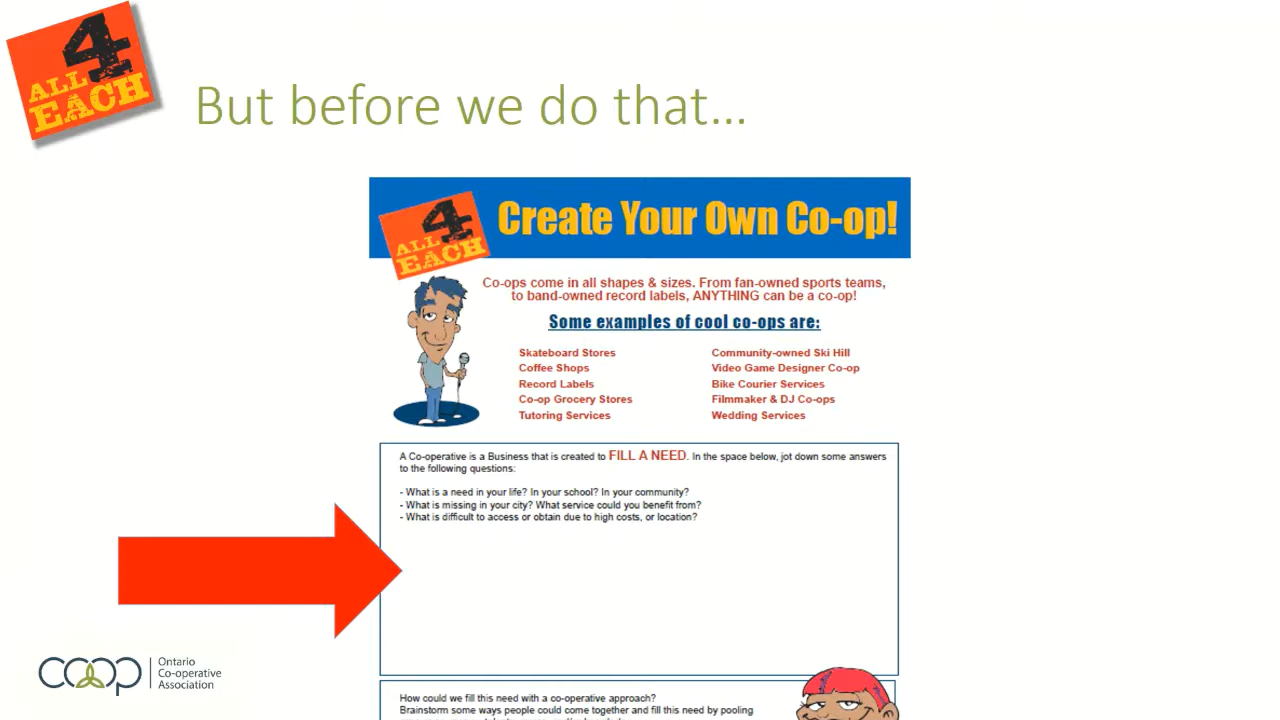 ALL 4
EACH
But before we do that...
ALL 4
EACH
Create Your Own Co-op!
Co-ops come in all shapes & sizes. From fan-owned sports teams,
to band-owned record labels, ANYTHING can be a co-op!
Some examples of cool co-ops are:
Skateboard Stores
Coffee Shops
Record Labels
Co-op Grocery Stores
Tutoring Services
Community-owned Ski Hill
Video Game Designer Co-op
Bike Courier Services
Filmmaker & DJ Co-ops
Wedding Services
A Co-operative is a Business that is created to FILL A NEED. In the space below, jot down some answers
to the following questions:
- What is a need in your life? In your school? In your community?
- What is missing in your city? What service could you benefit from?
- What is difficult to access or obtain due to high costs, or location?
How could we fill this need with a co-operative approach?
Brainstorm some ways people could come together and fill this need by pooling
COOP
Ontario
Co-operative
Association